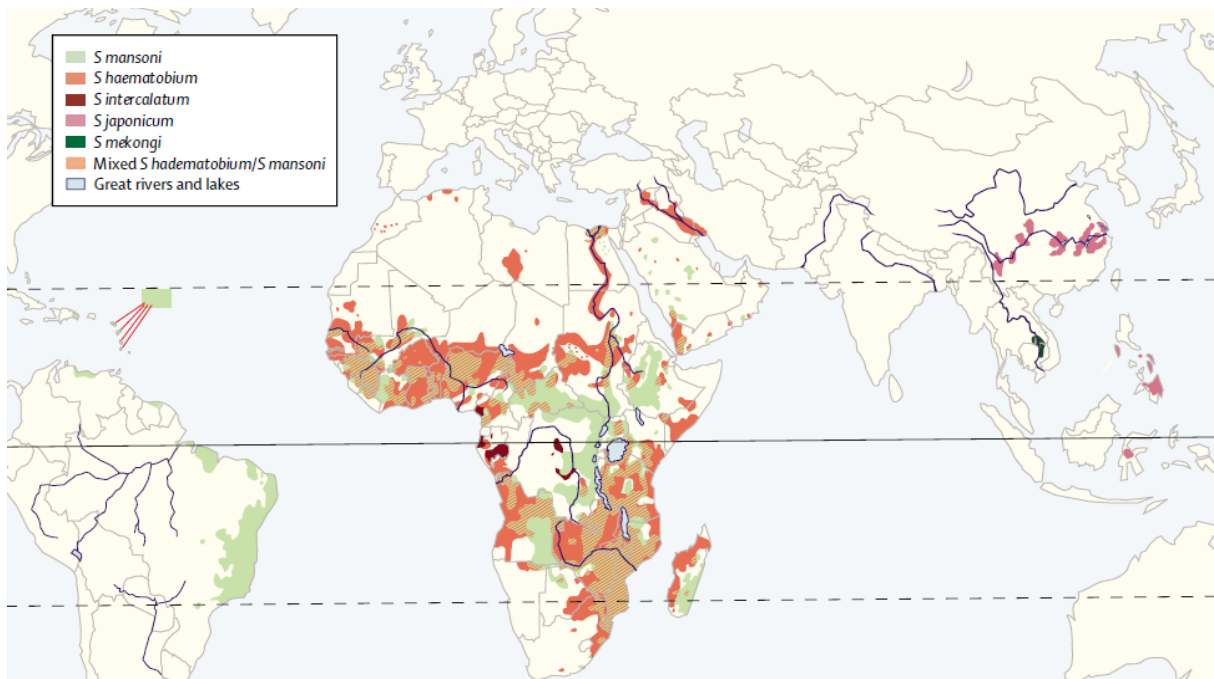 S mansoni
S haematobium
S intercalatum
S japonicum
S mekongi
Mixed S hadematobium/S mansoni
Great rivers and lakes